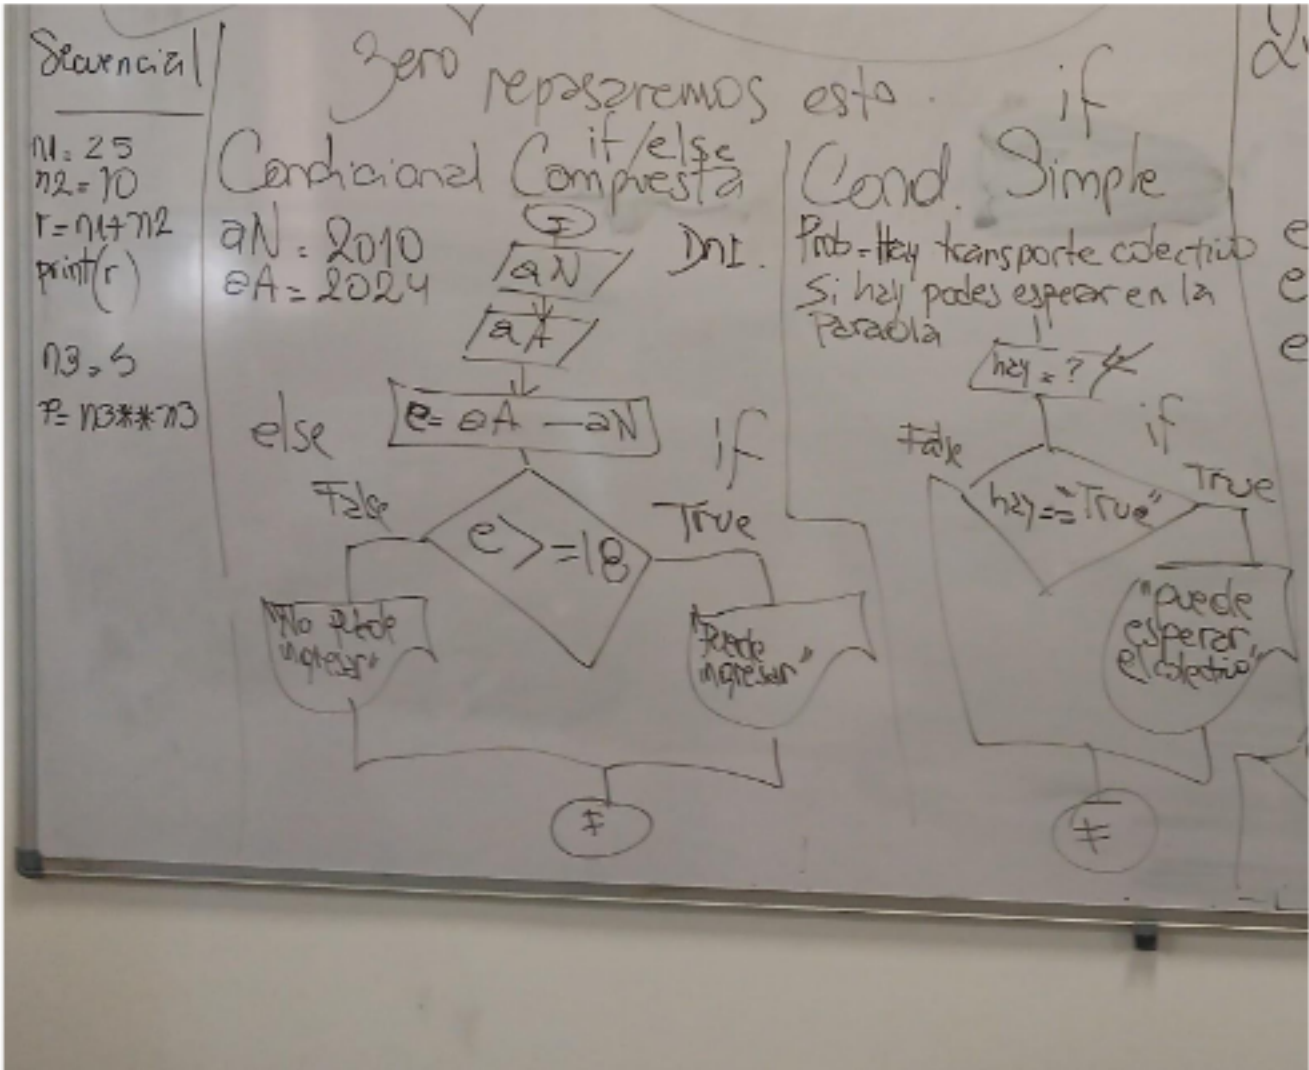 Secuencial
n1=25
n2=10
r=n1+n2
print(r)
n3=5
r=n3**n3
3ero repasaremos esto.
if/else
Condicional Compuesta
aN=2010
aA=2024
I
DnI.
aN
aA
e=aA-aN
else
if
False
True
e>=18
"No puede
ingresar"
"Puede
ingresar"
F
if
Cond. Simple
Prob-Hay transporte colectivo
Si hay podes esperar en la
Parada
hay=?
False
if
True
hay=="True"
"puede
esperar
el colectivo"
F
e
e
e